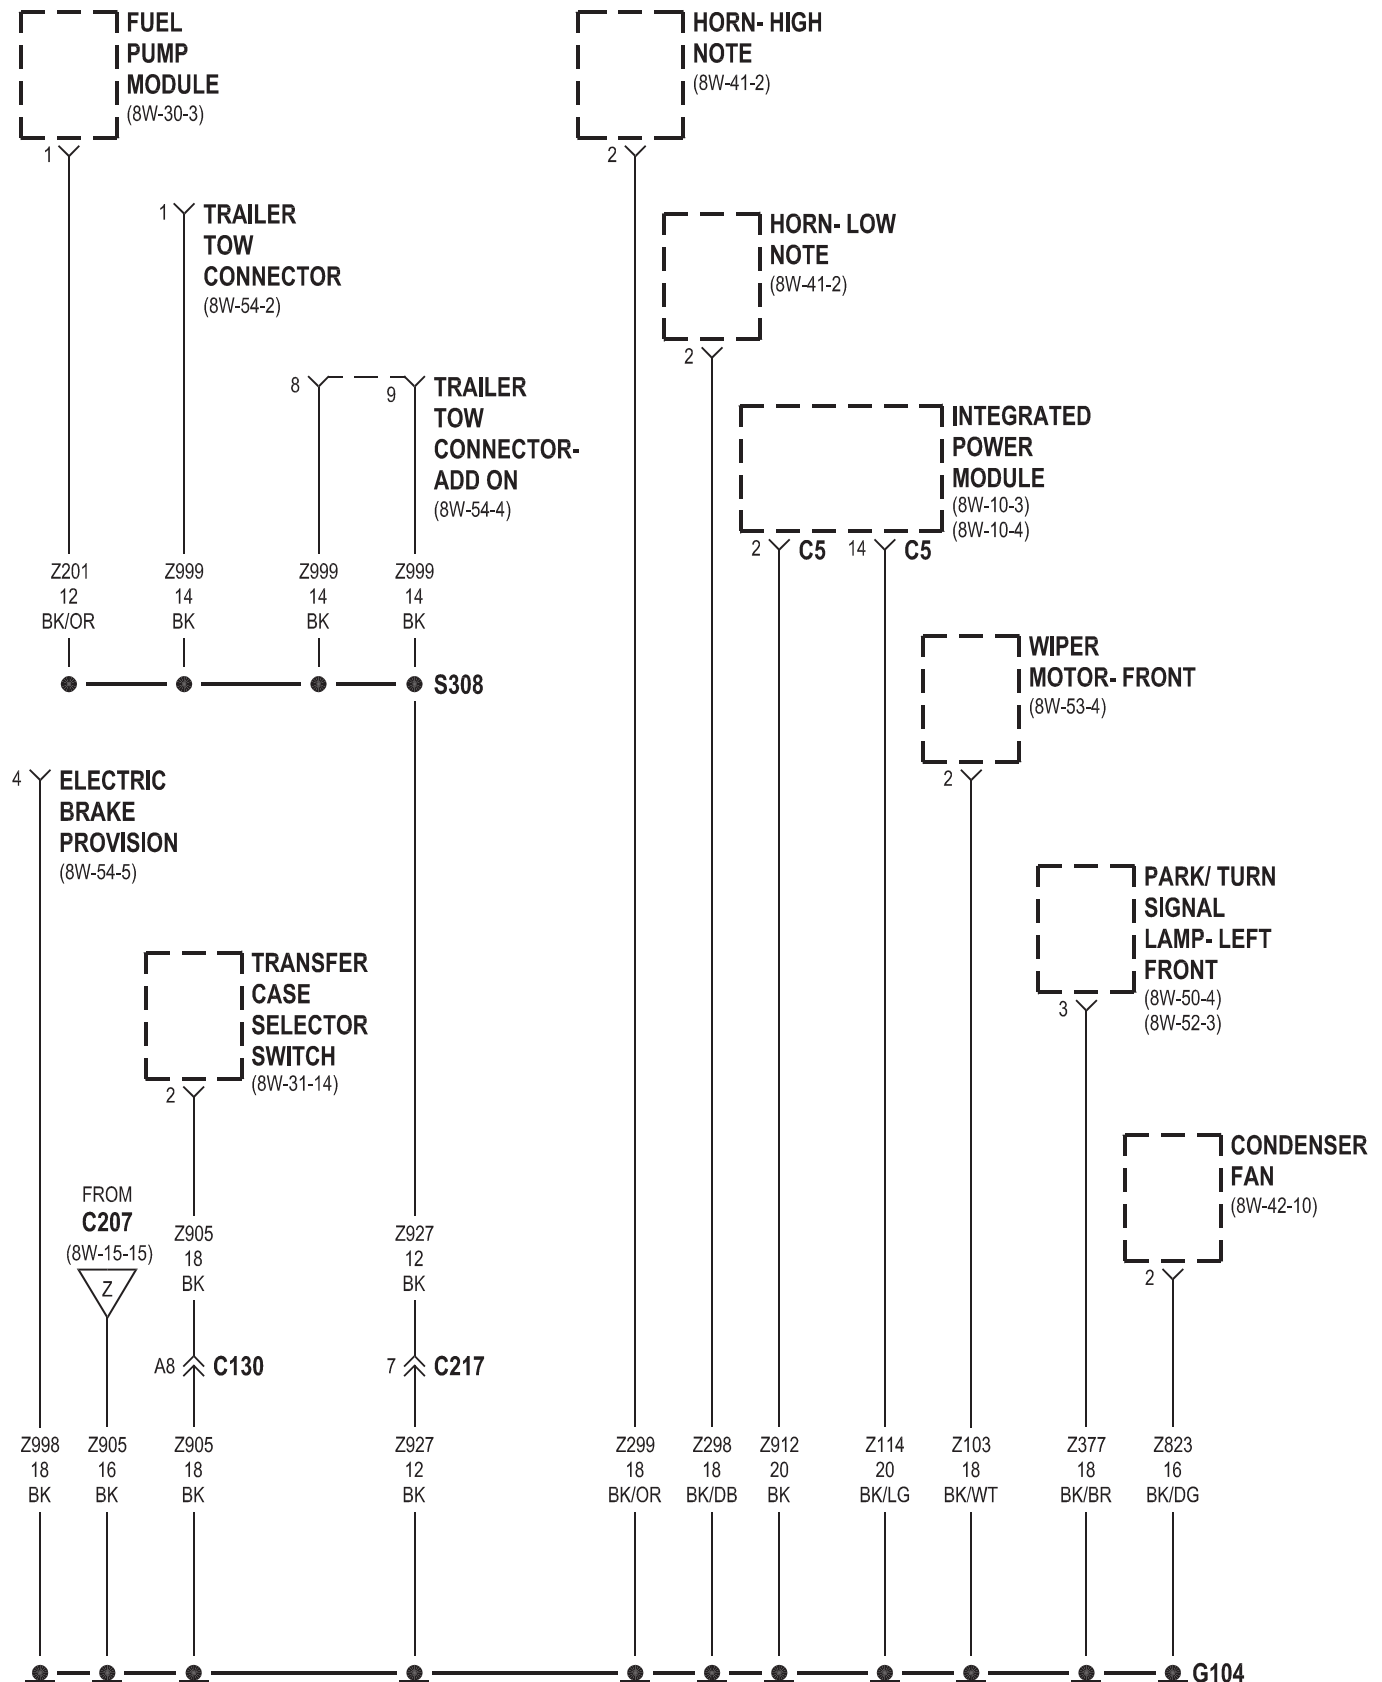 FUEL
PUMP
MODULE
(8W-30-3)
1
HORN- HIGH
NOTE
(8W-41-2)
2
1
TRAILER
TOW
CONNECTOR
(8W-54-2)
HORN- LOW
NOTE
(8W-41-2)
2
8
9
TRAILER
TOW
CONNECTOR-
ADD ON
(8W-54-4)
INTEGRATED
POWER
MODULE
(8W-10-3)
(8W-10-4)
2 C5 14 C5
Z201 Z999 Z999 Z999
12 14 14 14
BK/OR BK BK BK
S308
WIPER
MOTOR- FRONT
(8W-53-4)
2
4
ELECTRIC
BRAKE
PROVISION
(8W-54-5)
PARK/ TURN
SIGNAL
LAMP- LEFT
FRONT
(8W-50-4)
(8W-52-3)
3
TRANSFER
CASE
SELECTOR
SWITCH
(8W-31-14)
2
CONDENSER
FAN
(8W-42-10)
2
FROM
C207
(8W-15-15)
Z
Z905 Z927
18 12
BK BK
A8 C130 7 C217
Z998 Z905 Z905 Z927 Z299 Z298 Z912 Z114 Z103 Z377 Z823
18 16 18 12 18 18 20 20 18 18 16
BK BK BK BK BK/OR BK/DB BK BK/LG BK/WT BK/BR BK/DG
G104